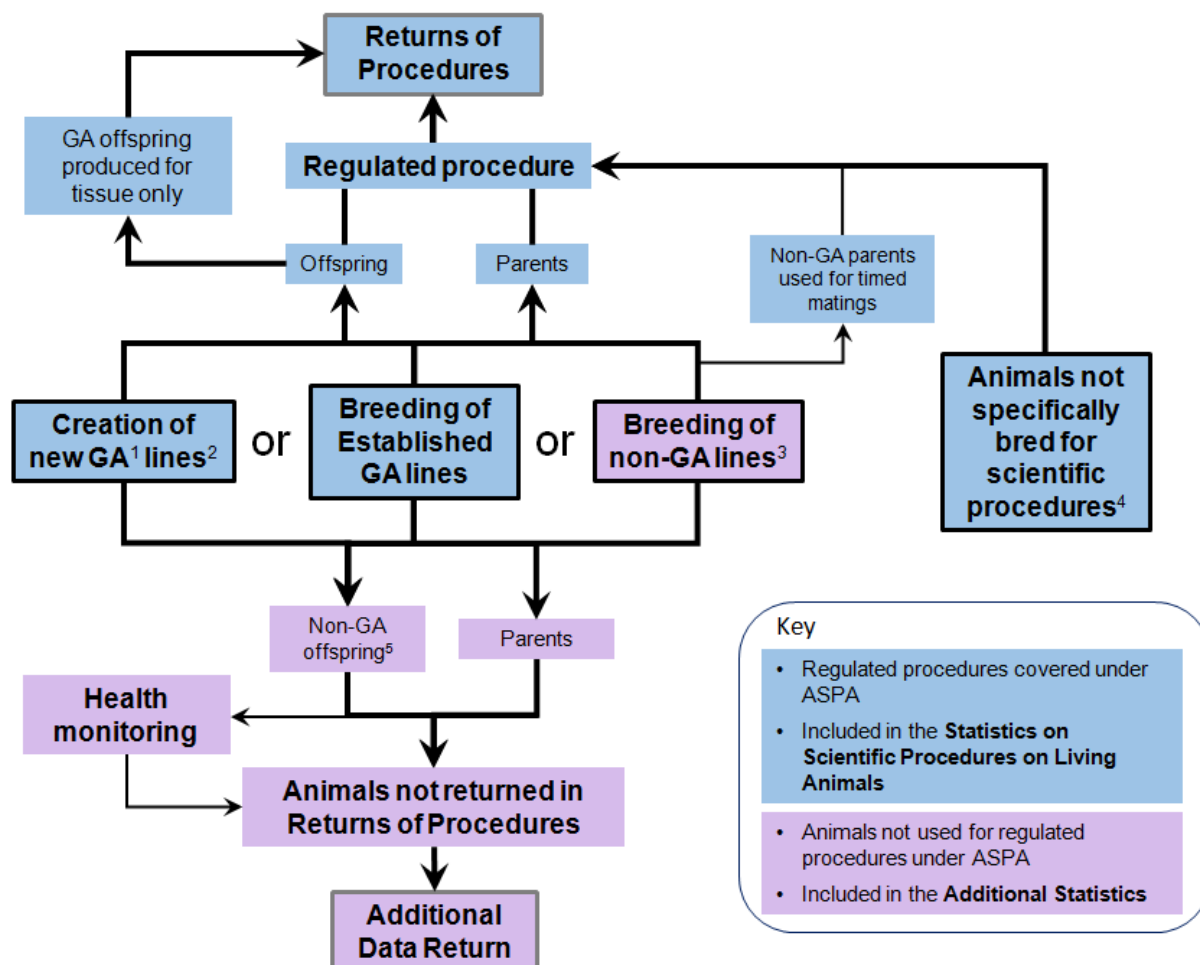 Returns of
Procedures
GA offspring
produced for
tissue only
Regulated procedure
Offspring
Parents
Non-GA parents
used for timed
matings
Creation of
new GA¹ lines²
or
Breeding of
Established
GA lines
or
Breeding of
non-GA lines³
Animals not
specifically
bred for
scientific
procedures⁴
Non-GA
offspring⁵
Parents
Health
monitoring
Animals not returned in
Returns of Procedures
Additional
Data Return
Key
• Regulated procedures covered under
ASPA
• Included in the Statistics on
Scientific Procedures on Living
Animals
• Animals not used for regulated
procedures under ASPA
• Included in the Additional Statistics